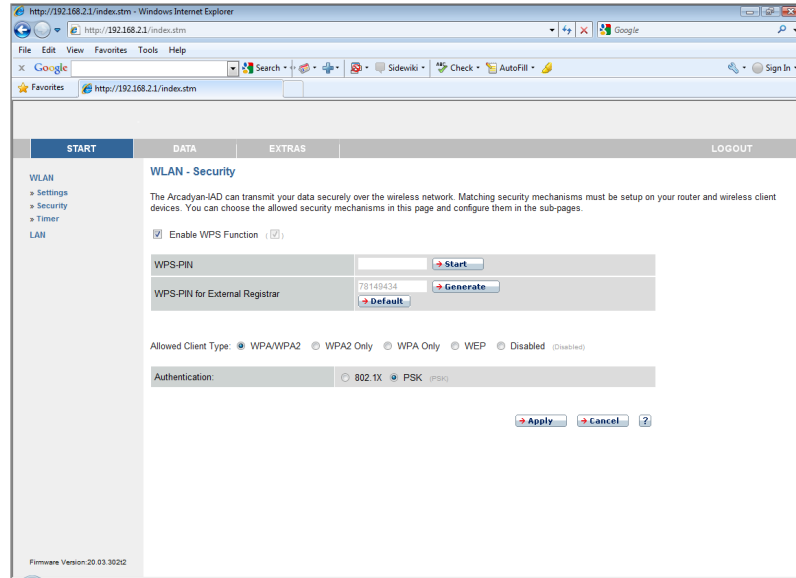 http://192.168.2.1/index.stm - Windows Internet Explorer
http://192.168.2.1/index.stm
Google
File Edit View Favorites Tools Help
x Google Search Sidewiki Check AutoFill Sign In
Favorites http://192.168.2.1/index.stm
START DATA EXTRAS LOGOUT
WLAN
» Settings
» Security
» Timer
LAN
WLAN - Security
The Arcadyan-IAD can transmit your data securely over the wireless network. Matching security mechanisms must be setup on your router and wireless client
devices. You can choose the allowed security mechanisms in this page and configure them in the sub-pages.
Enable WPS Function
WPS-PIN Start
WPS-PIN for External Registrar 78149434 Generate
Default
Allowed Client Type: WPA/WPA2 WPA2 Only WPA Only WEP Disabled (Disabled)
Authentication: 802.1X PSK (PSK)
Apply Cancel ?
Firmware Version:20.03.302t2